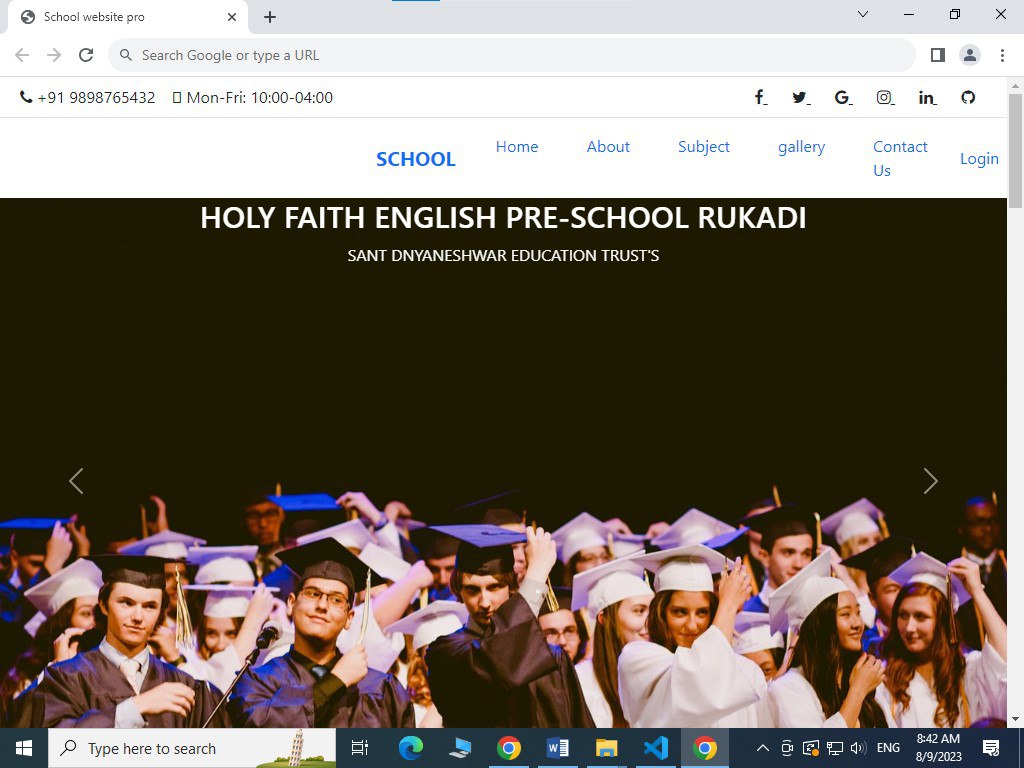 School website pro
Search Google or type a URL
+91 9898765432 Mon-Fri: 10:00-04:00
SCHOOL Home About Subject gallery Contact Us Login
HOLY FAITH ENGLISH PRE-SCHOOL RUKADI
SANT DNYANESHWAR EDUCATION TRUST'S
Type here to search
ENG
8:42 AM
8/9/2023